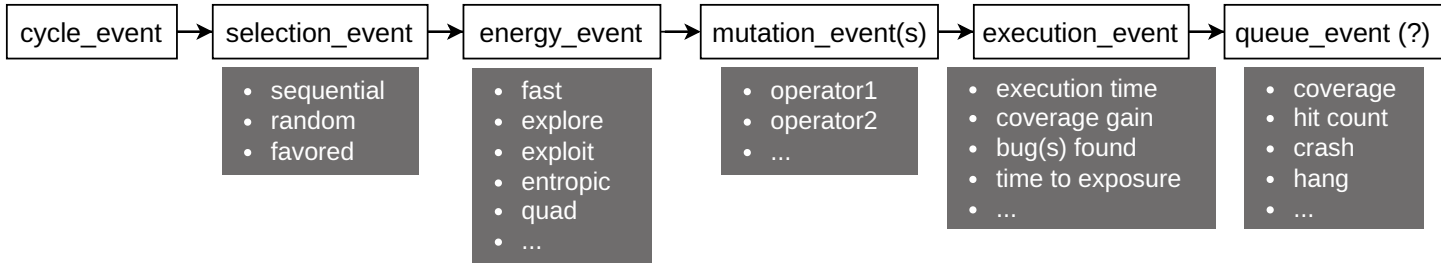 cycle_event
selection_event
energy_event
mutation_event(s)
execution_event
queue_event (?)
• sequential
• random
• favored
• fast
• explore
• exploit
• entropic
• quad
• ...
• operator1
• operator2
• ...
• execution time
• coverage gain
• bug(s) found
• time to exposure
• ...
• coverage
• hit count
• crash
• hang
• ...